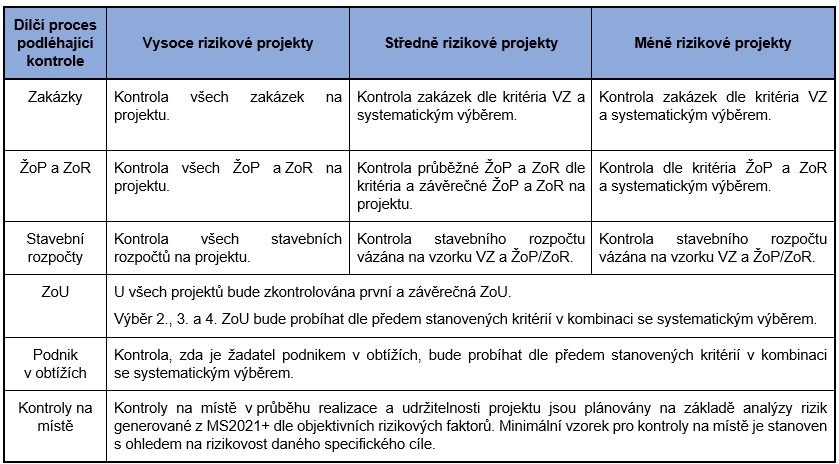 Dílčí proces
podléhající
kontrole
Vysoce rizikové projekty
Středně rizikové projekty
Méně rizikové projekty
Zakázky
Kontrola všech zakázek na
projektu.
Kontrola zakázek dle kritéria VZ a
systematickým výběrem.
Kontrola zakázek dle kritéria VZ
a systematickým výběrem.
ŽoP a ZoR
Kontrola všech ŽoP a ZoR na
projektu.
Kontrola průběžné ŽoP a ZoR dle
kritéria a závěrečné ŽoP a ZoR na
projektu.
Kontrola dle kritéria ŽoP a ZoR
a systematickým výběrem.
Stavební
rozpočty
Kontrola všech stavebních
rozpočtů na projektu.
Kontrola stavebního rozpočtu
vázána na vzorku VZ a ŽoP/ZoR.
Kontrola stavebního rozpočtu
vázána na vzorku VZ a ŽoP/ZoR.
ZoU
U všech projektů bude zkontrolována první a závěrečná ZoU.
Výběr 2., 3. a 4. ZoU bude probíhat dle předem stanovených kritérií v kombinaci se systematickým výběrem.
Podnik
v obtížích
Kontrola, zda je žadatel podnikem v obtížích, bude probíhat dle předem stanovených kritérií v kombinaci
se systematickým výběrem.
Kontroly na
místě
Kontroly na místě v průběhu realizace a udržitelnosti projektu jsou plánovány na základě analýzy rizik
generované z MS2021+ dle objektivních rizikových faktorů. Minimální vzorek pro kontroly na místě je stanoven
s ohledem na rizikovost daného specifického cíle.